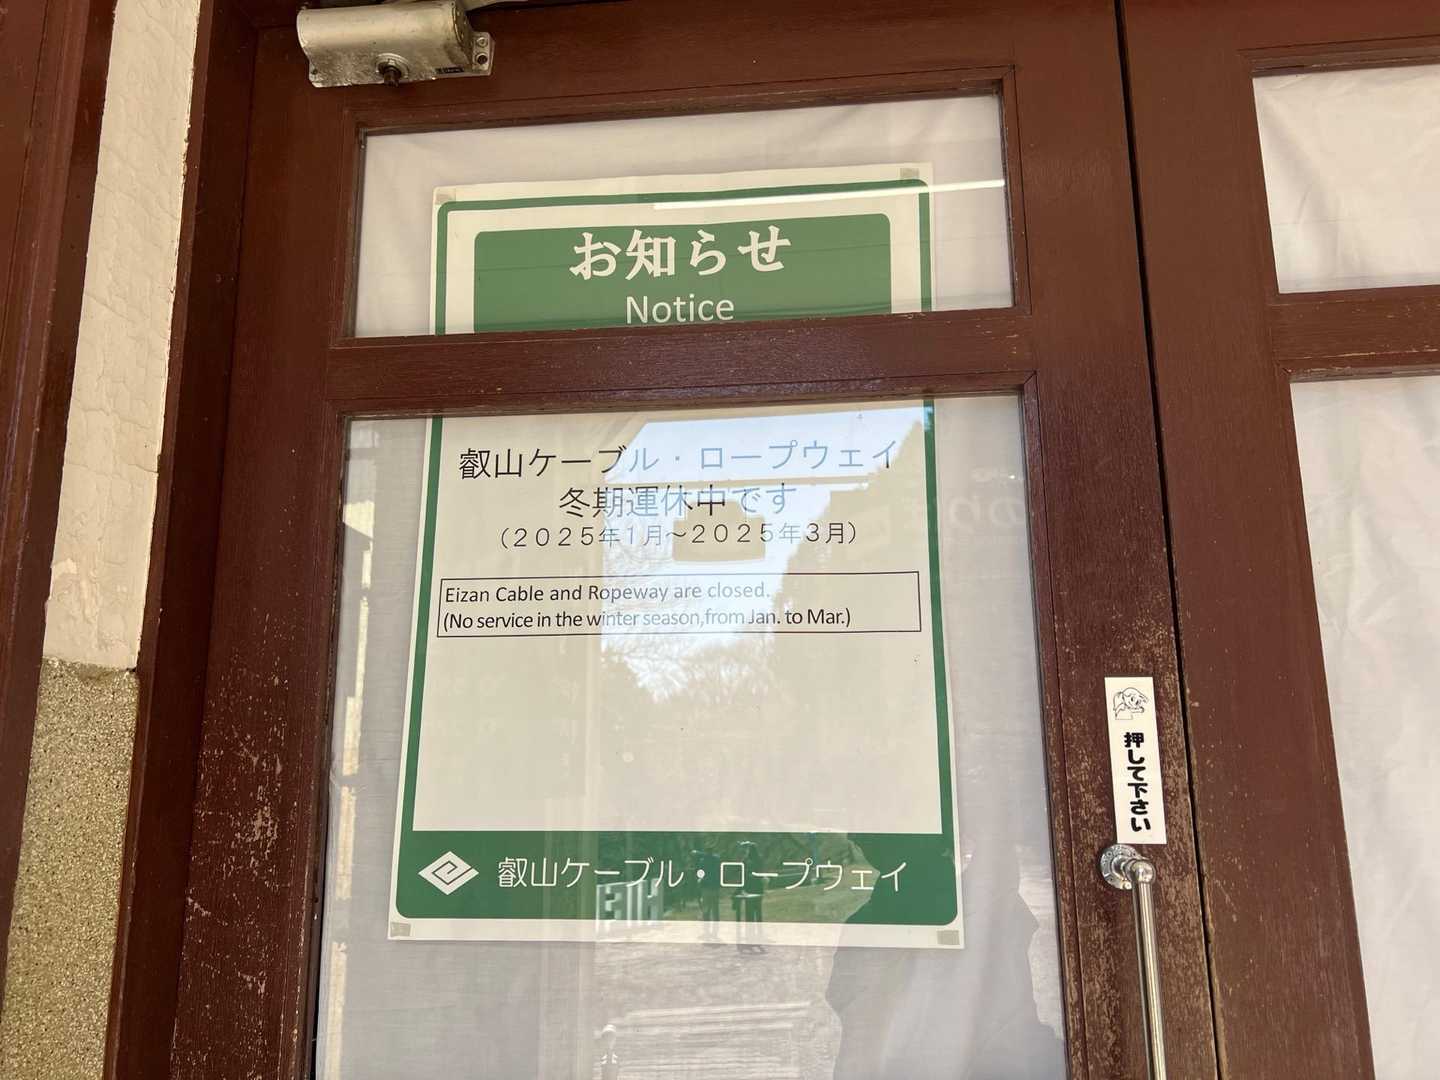 お知らせ
Notice
叡山ケーブル・ロープウェイ
冬期運休中です
（２０２５年１月～２０２５年３月）
Eizan Cable and Ropeway are closed.
(No service in the winter season,from Jan. to Mar.)
叡山ケーブル・ロープウェイ
押して下さい